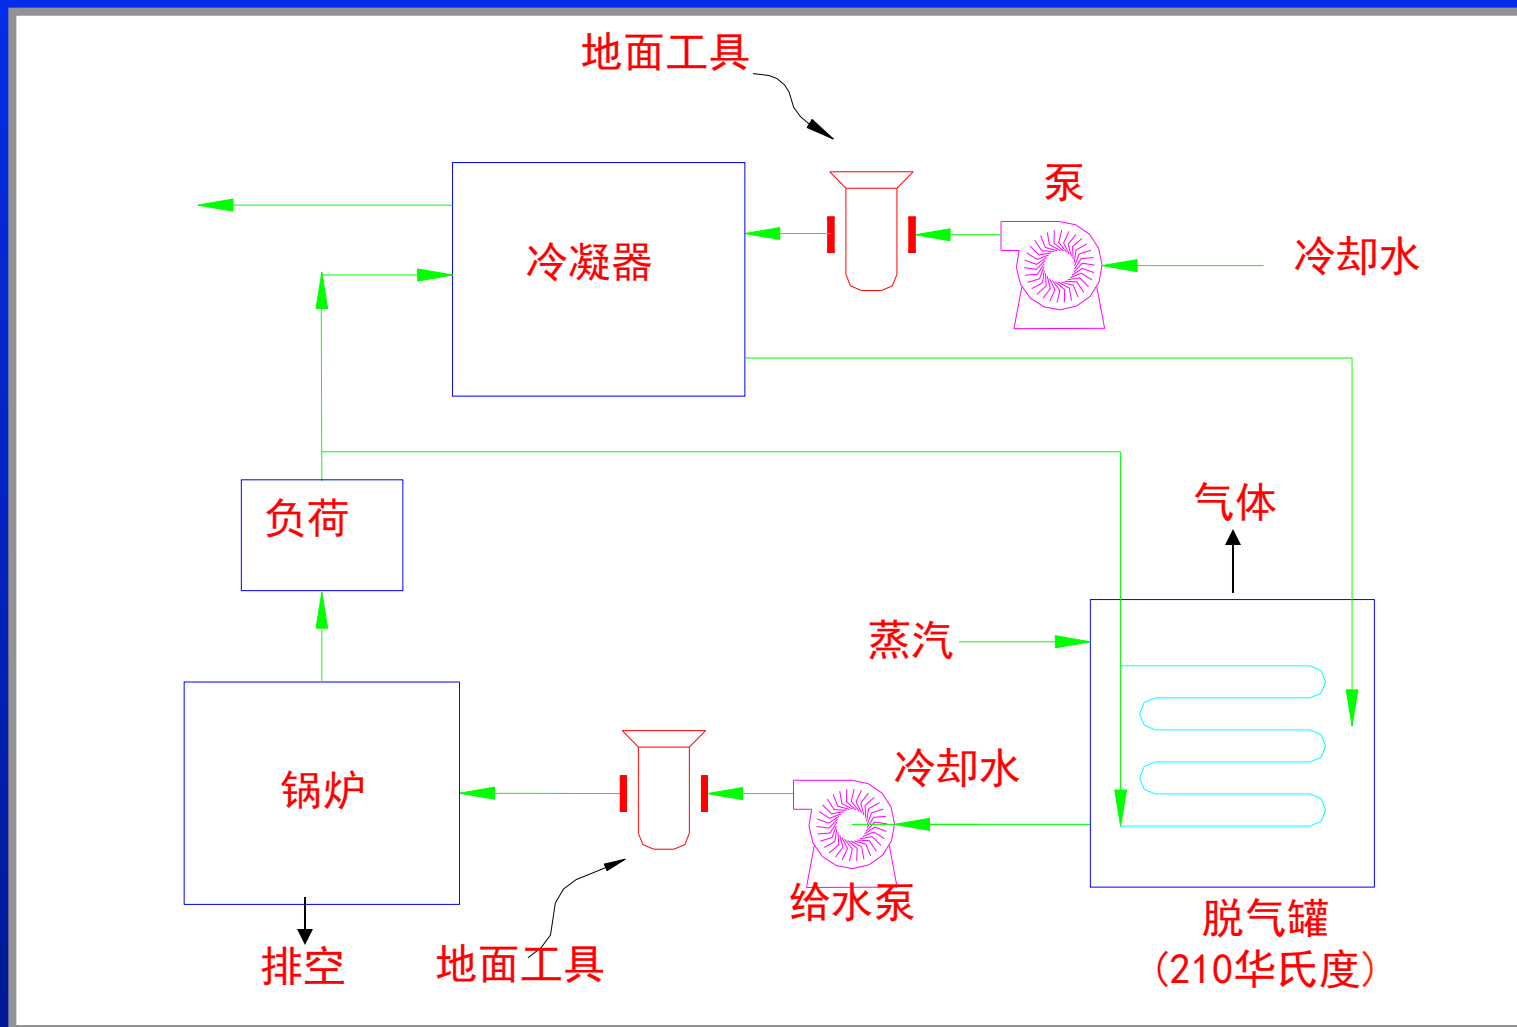 地面工具
泵
冷凝器
冷却水
负荷
气体
蒸汽
锅炉
冷却水
给水泵
脱气罐
(210华氏度)
排空
地面工具